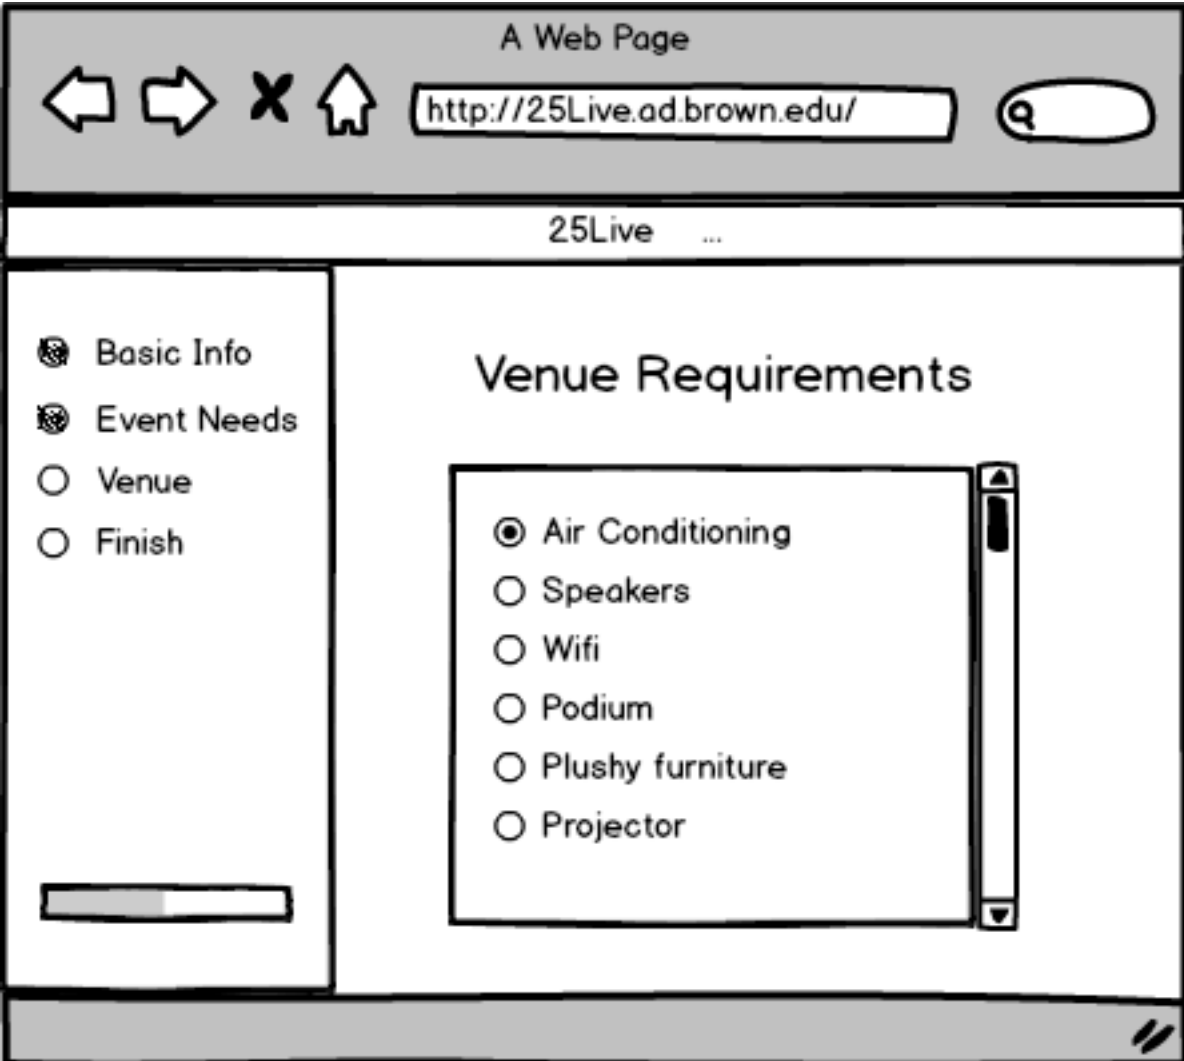 A Web Page
http://25Live.ad.brown.edu/
25Live ...
Basic Info
Event Needs
Venue
Finish
Venue Requirements
Air Conditioning
Speakers
Wifi
Podium
Plushy furniture
Projector